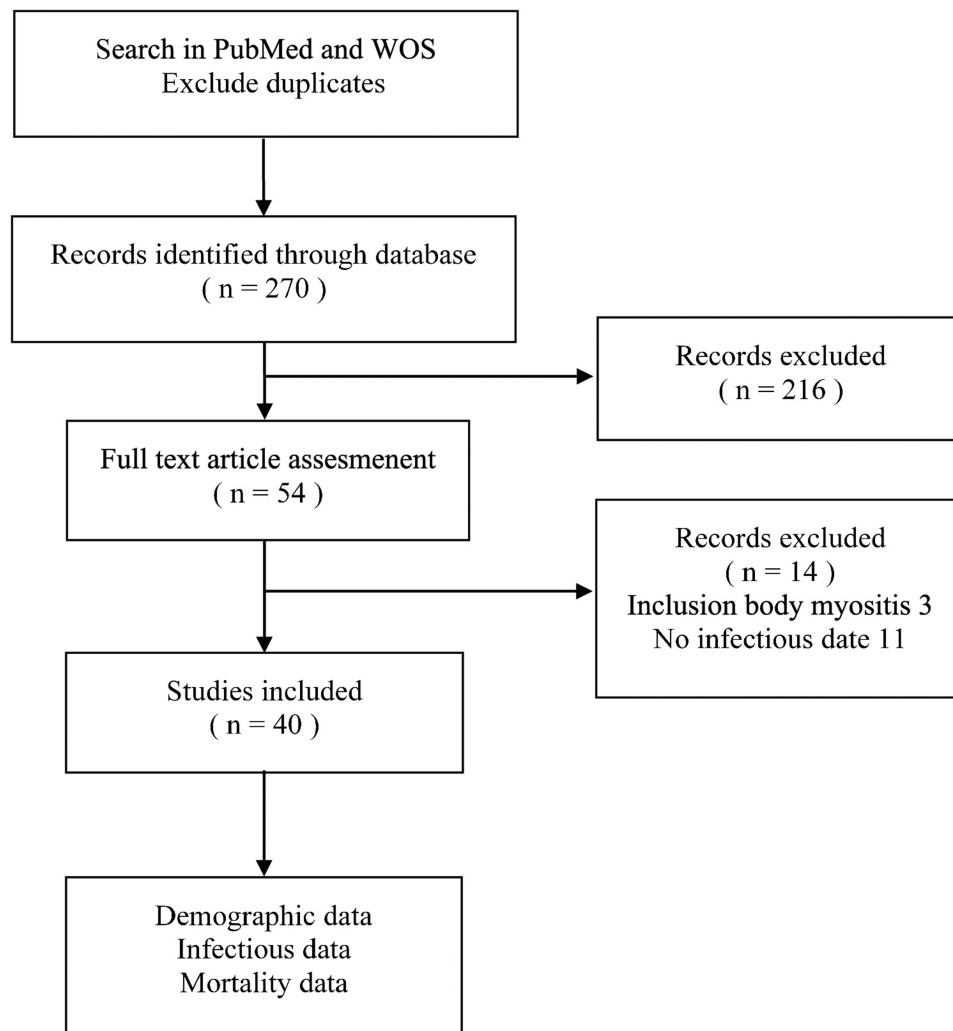 Search in PubMed and WOS
Exclude duplicates
Records identified through database
( n = 270 )
Records excluded
( n = 216 )
Full text article assesmenent
( n = 54 )
Records excluded
( n = 14 )
Inclusion body myositis 3
No infectious date 11
Studies included
( n = 40 )
Demographic data
Infectious data
Mortality data